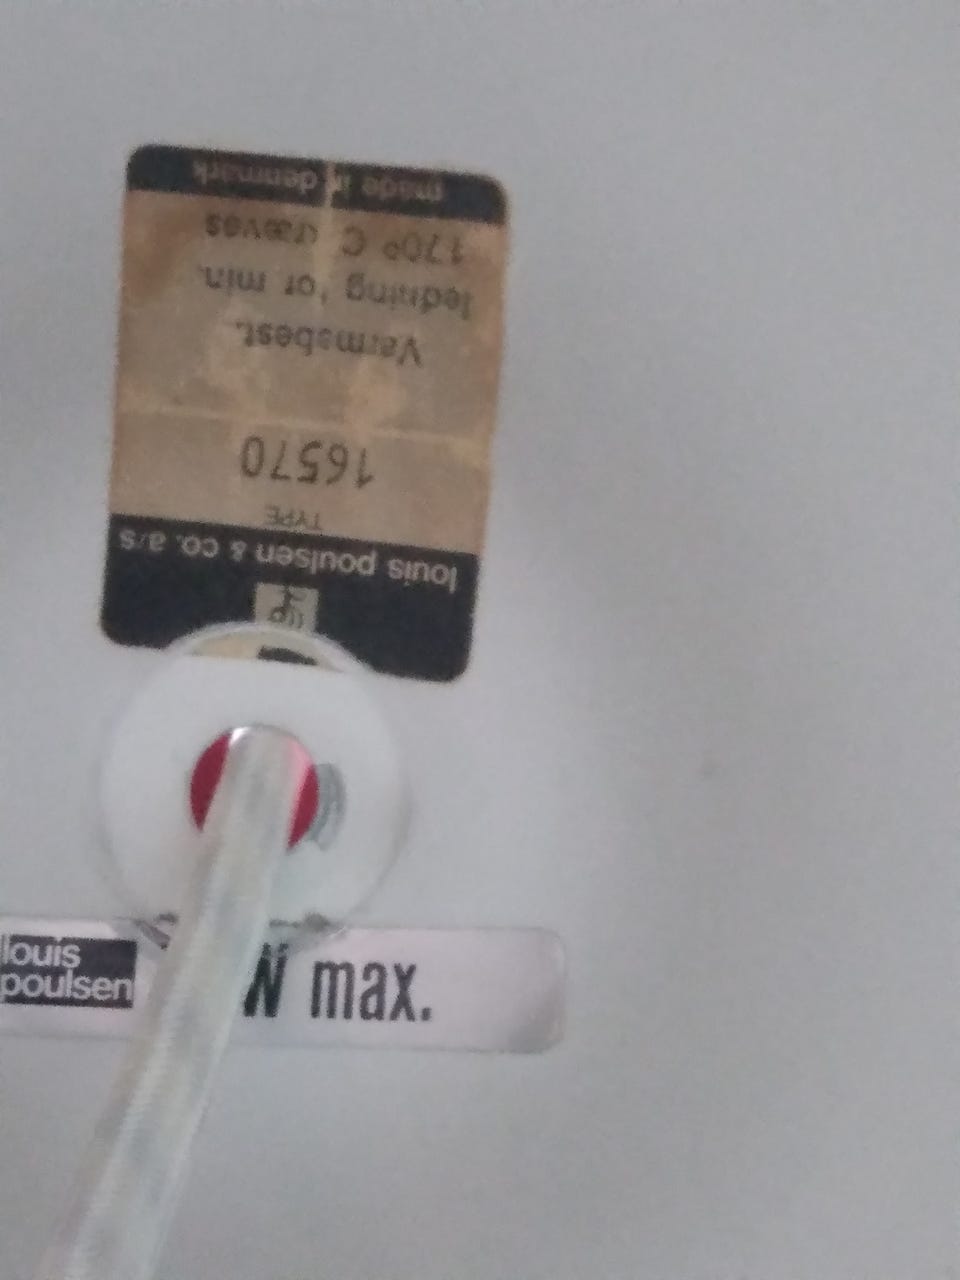 louis poulsen & co. a/s
TYPE
16570
Varmebest.
ledning for min.
170° C kræves
made in denmark
louis
poulsen
W max.